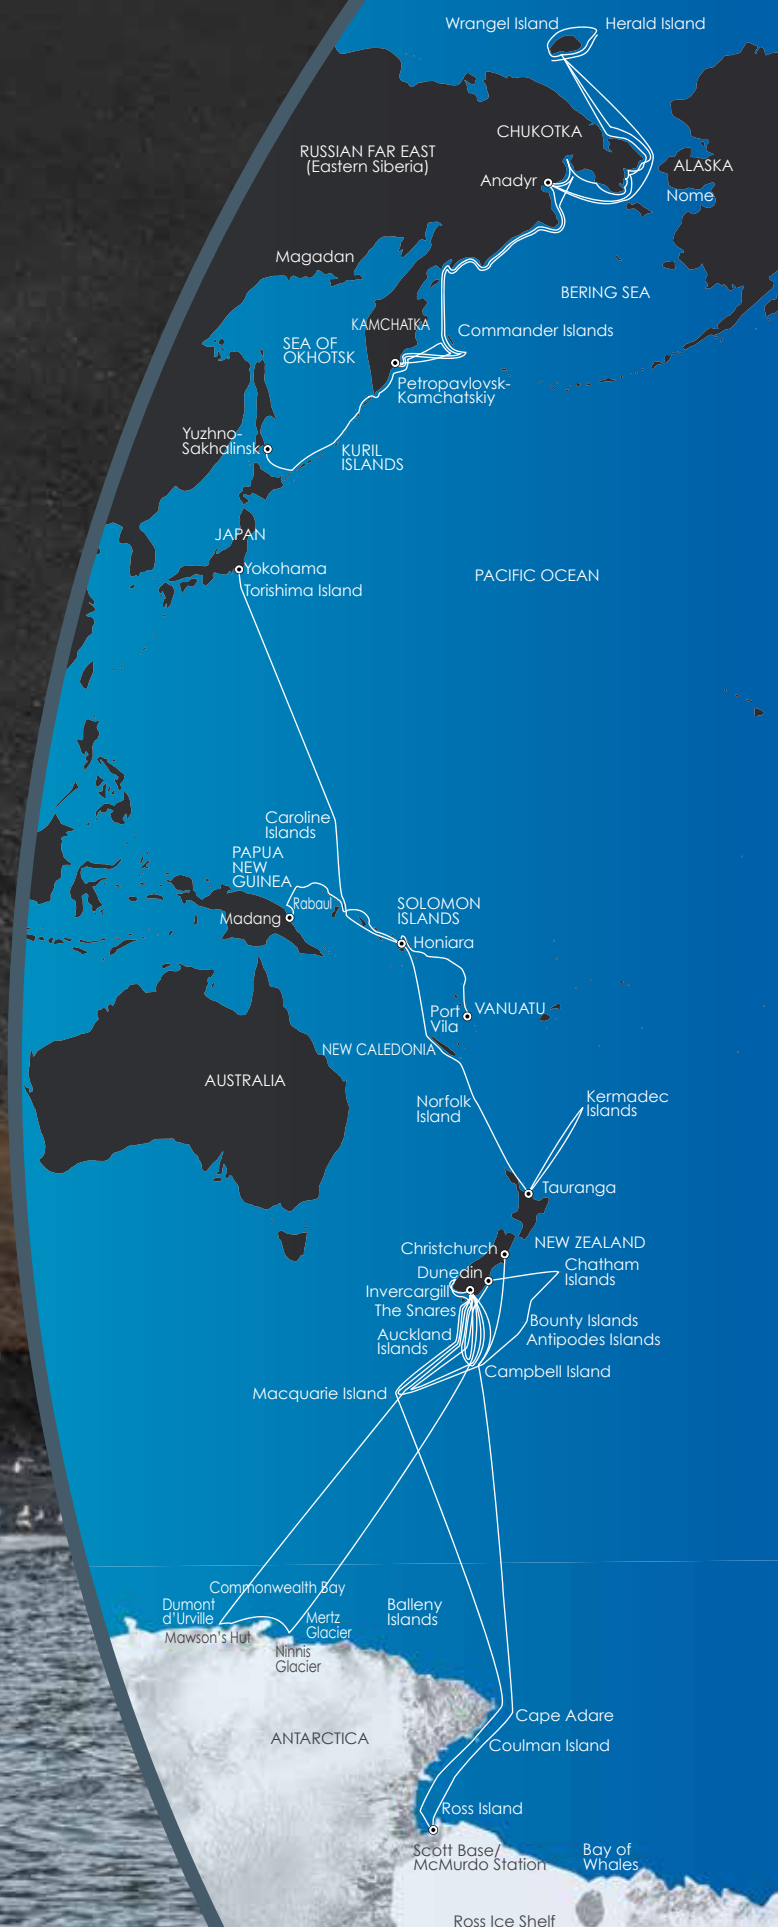 Wrangel Island
Herald Island
CHUKOTKA
RUSSIAN FAR EAST
(Eastern Siberia)
ALASKA
Anadyr
Nome
Magadan
BERING SEA
KAMCHATKA
Commander Islands
SEA OF
OKHOTSK
Petropavlovsk-
Kamchatskiy
Yuzhno-
Sakhalinsk
KURIL
ISLANDS
JAPAN
Yokohama
PACIFIC OCEAN
Torishima Island
Caroline
Islands
PAPUA
NEW
GUINEA
Rabaul
SOLOMON
ISLANDS
Madang
Honiara
Port
Vila
VANUATU
NEW CALEDONIA
AUSTRALIA
Norfolk
Island
Kermadec
Islands
Tauranga
NEW ZEALAND
Christchurch
Chatham
Islands
Dunedin
Invercargill
The Snares
Bounty Islands
Auckland
Islands
Antipodes Islands
Campbell Island
Macquarie Island
Commonwealth Bay
Dumont
d'Urville
Mertz
Glacier
Balleny
Islands
Mawson's Hut
Ninnis
Glacier
Cape Adare
ANTARCTICA
Coulman Island
Ross Island
Scott Base/
McMurdo Station
Bay of
Whales
Ross Ice Shelf